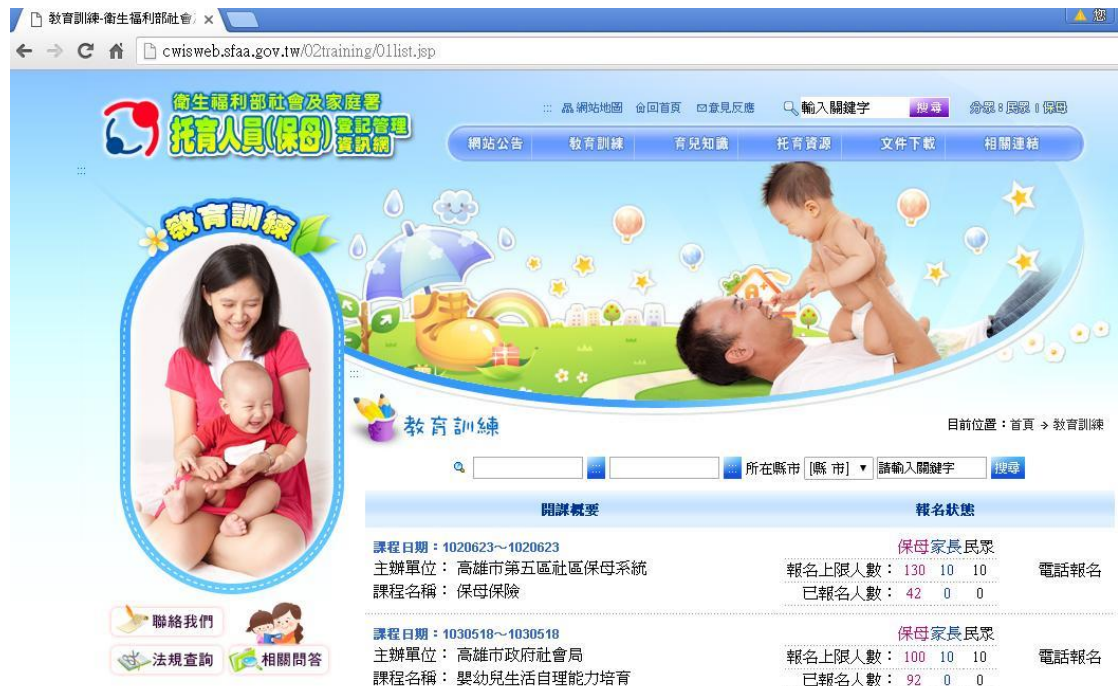 教育訓練-衛生福利部社會
您
cwisweb.sfaa.gov.tw/02training/01list.jsp
衛生福利部社會及家庭署
托育人員(保母)登記管理資訊網
::: 網站地圖 回首頁 意見反應 輸入關鍵字 搜尋 分眾 民眾 保母
網站公告 教育訓練 育兒知識 托育資源 文件下載 相關連結
:::
教育訓練
:::
教育訓練
目前位置：首頁 → 教育訓練
... ... 所在縣市 [縣 市] ▼ 請輸入關鍵字 搜尋
開課概要 報名狀態
課程日期：1020623～1020623 保母家長民眾
主辦單位： 高雄市第五區社區保母系統 報名上限人數： 130 10 10 電話報名
課程名稱： 保母保險 已報名人數： 42 0 0
課程日期：1030518～1030518 保母家長民眾
主辦單位： 高雄市政府社會局 報名上限人數： 100 10 10 電話報名
課程名稱： 嬰幼兒生活自理能力培育 已報名人數： 92 0 0
聯絡我們
法規查詢 相關問答